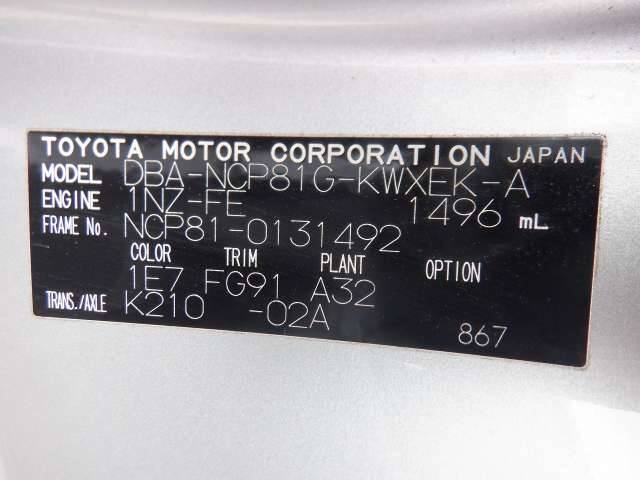 TOYOTA MOTOR CORPORATION JAPAN
MODEL DBA-NCP81G-KWXEK-A
ENGINE 1NZ-FE 1496 mL
FRAME No. NCP81-0131492
COLOR TRIM PLANT OPTION
1E7 FG91 A32
TRANS./AXLE K210 -02A
867